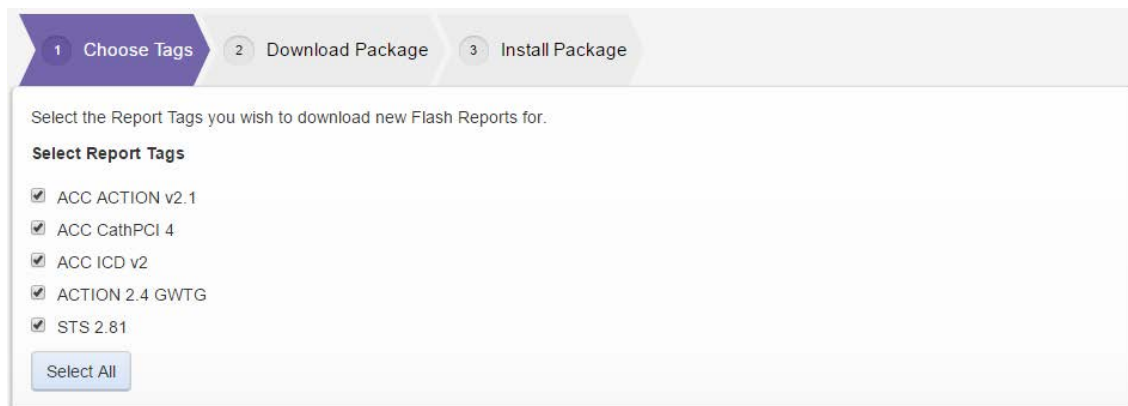 1 Choose Tags 2 Download Package 3 Install Package
Select the Report Tags you wish to download new Flash Reports for.
Select Report Tags
ACC ACTION v2.1
ACC CathPCI 4
ACC ICD v2
ACTION 2.4 GWTG
STS 2.81
Select All